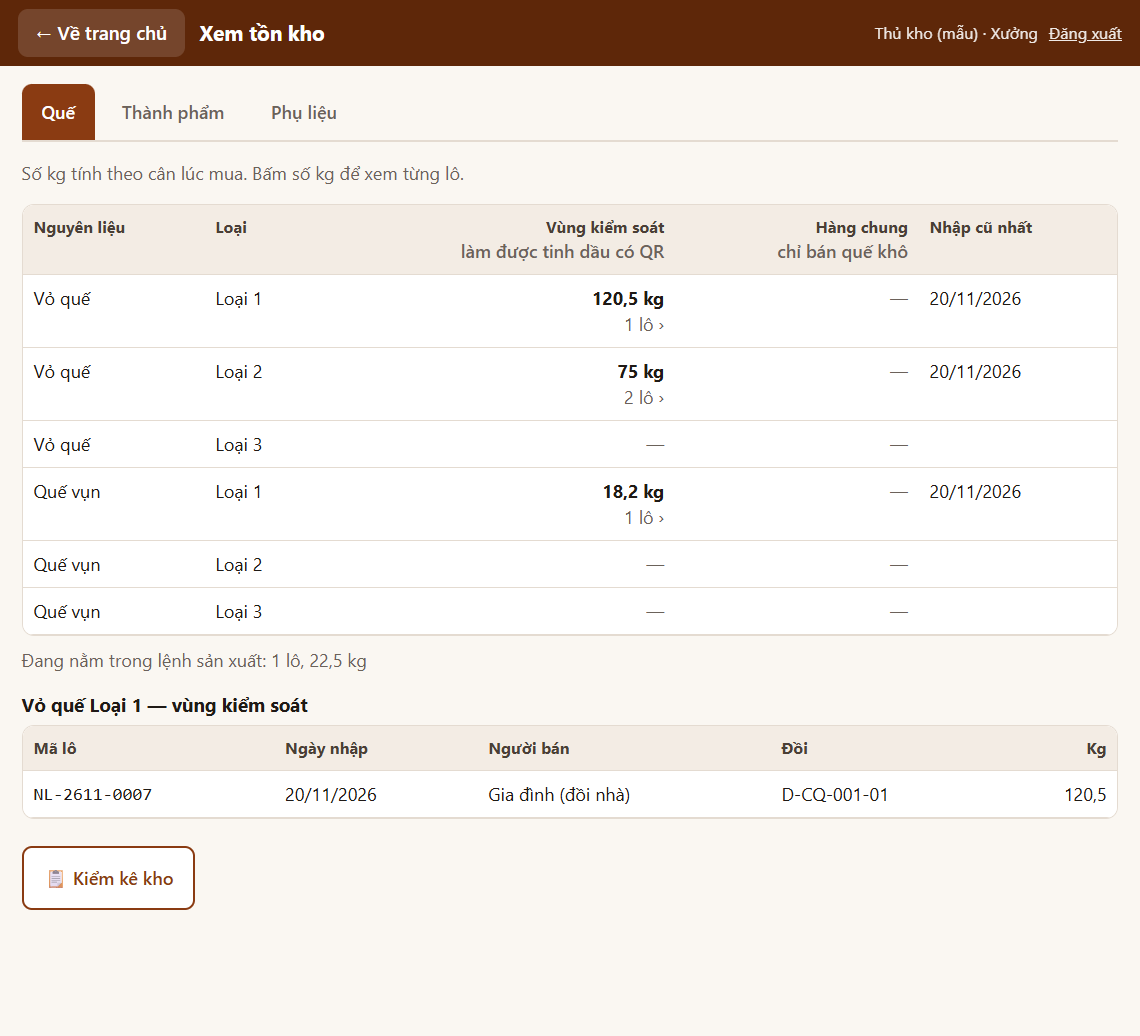 ← Về trang chủ Xem tồn kho Thủ kho (mẫu) · Xưởng Đăng xuất
Quế Thành phẩm Phụ liệu
Số kg tính theo cân lúc mua. Bấm số kg để xem từng lô.
Nguyên liệu Loại Vùng kiểm soát Hàng chung Nhập cũ nhất
làm được tinh dầu có QR chỉ bán quế khô
Vỏ quế Loại 1 120,5 kg — 20/11/2026
1 lô ›
Vỏ quế Loại 2 75 kg — 20/11/2026
2 lô ›
Vỏ quế Loại 3 — —
Quế vụn Loại 1 18,2 kg — 20/11/2026
1 lô ›
Quế vụn Loại 2 — —
Quế vụn Loại 3 — —
Đang nằm trong lệnh sản xuất: 1 lô, 22,5 kg
Vỏ quế Loại 1 — vùng kiểm soát
Mã lô Ngày nhập Người bán Đồi Kg
NL-2611-0007 20/11/2026 Gia đình (đồi nhà) D-CQ-001-01 120,5
📋 Kiểm kê kho